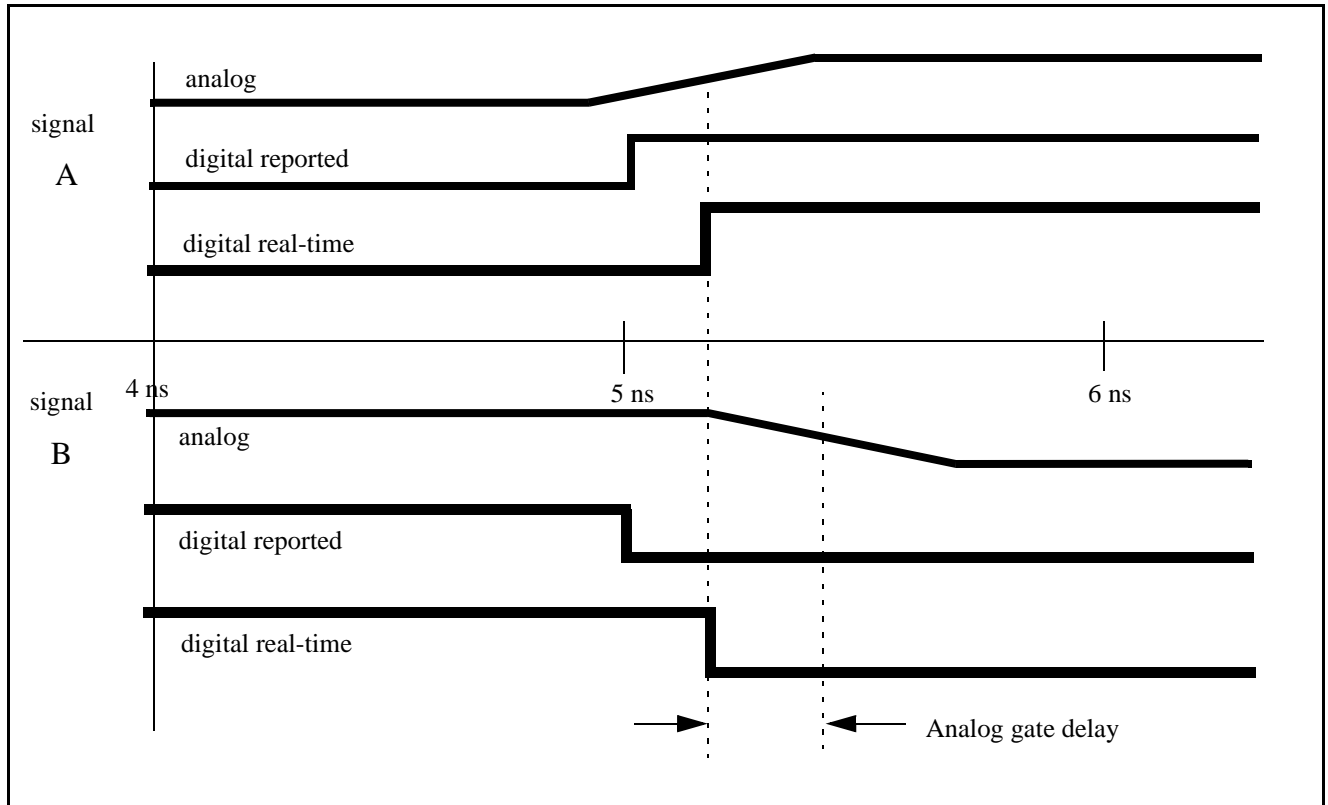 analog
signal
A
digital reported
digital real-time
4 ns
5 ns
6 ns
signal
B
analog
digital reported
digital real-time
Analog gate delay